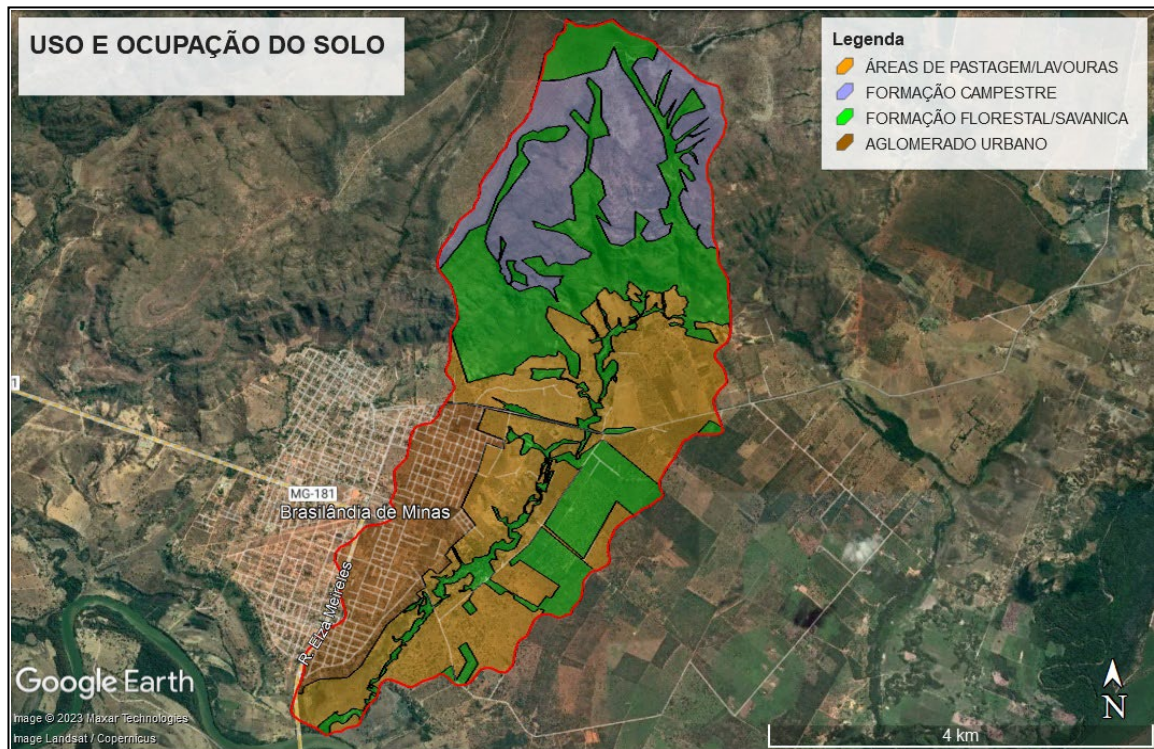 USO E OCUPAÇÃO DO SOLO
Legenda
ÁREAS DE PASTAGEM/LAVOURAS
FORMAÇÃO CAMPESTRE
FORMAÇÃO FLORESTAL/SAVANICA
AGLOMERADO URBANO
1
MG-181
Brasilândia de Minas
R. Elza Meireles
Google Earth
Image © 2023 Maxar Technologies
Image Landsat / Copernicus
N
4 km